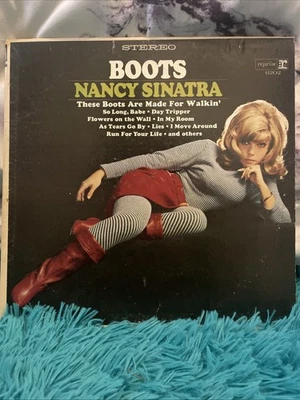 STEREO
BOOTS
reprise
NANCY SINATRA
These Boots Are Made For Walkin'
So Long, Babe • Day Tripper
Flowers on the Wall • In My Room
As Tears Go By • Lies • I Move Around
Run For Your Life • and others